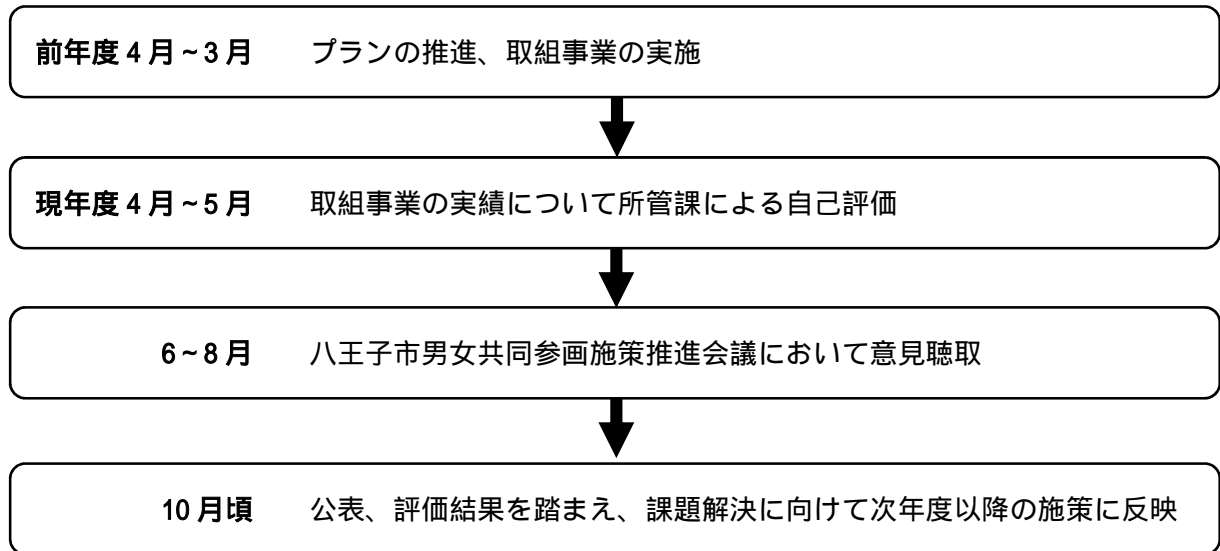 前年度4月~3月 プランの推進、取組事業の実施
現年度4月~5月 取組事業の実績について所管課による自己評価
6~8月 八王子市男女共同参画施策推進会議において意見聴取
10月頃 公表、評価結果を踏まえ、課題解決に向けて次年度以降の施策に反映